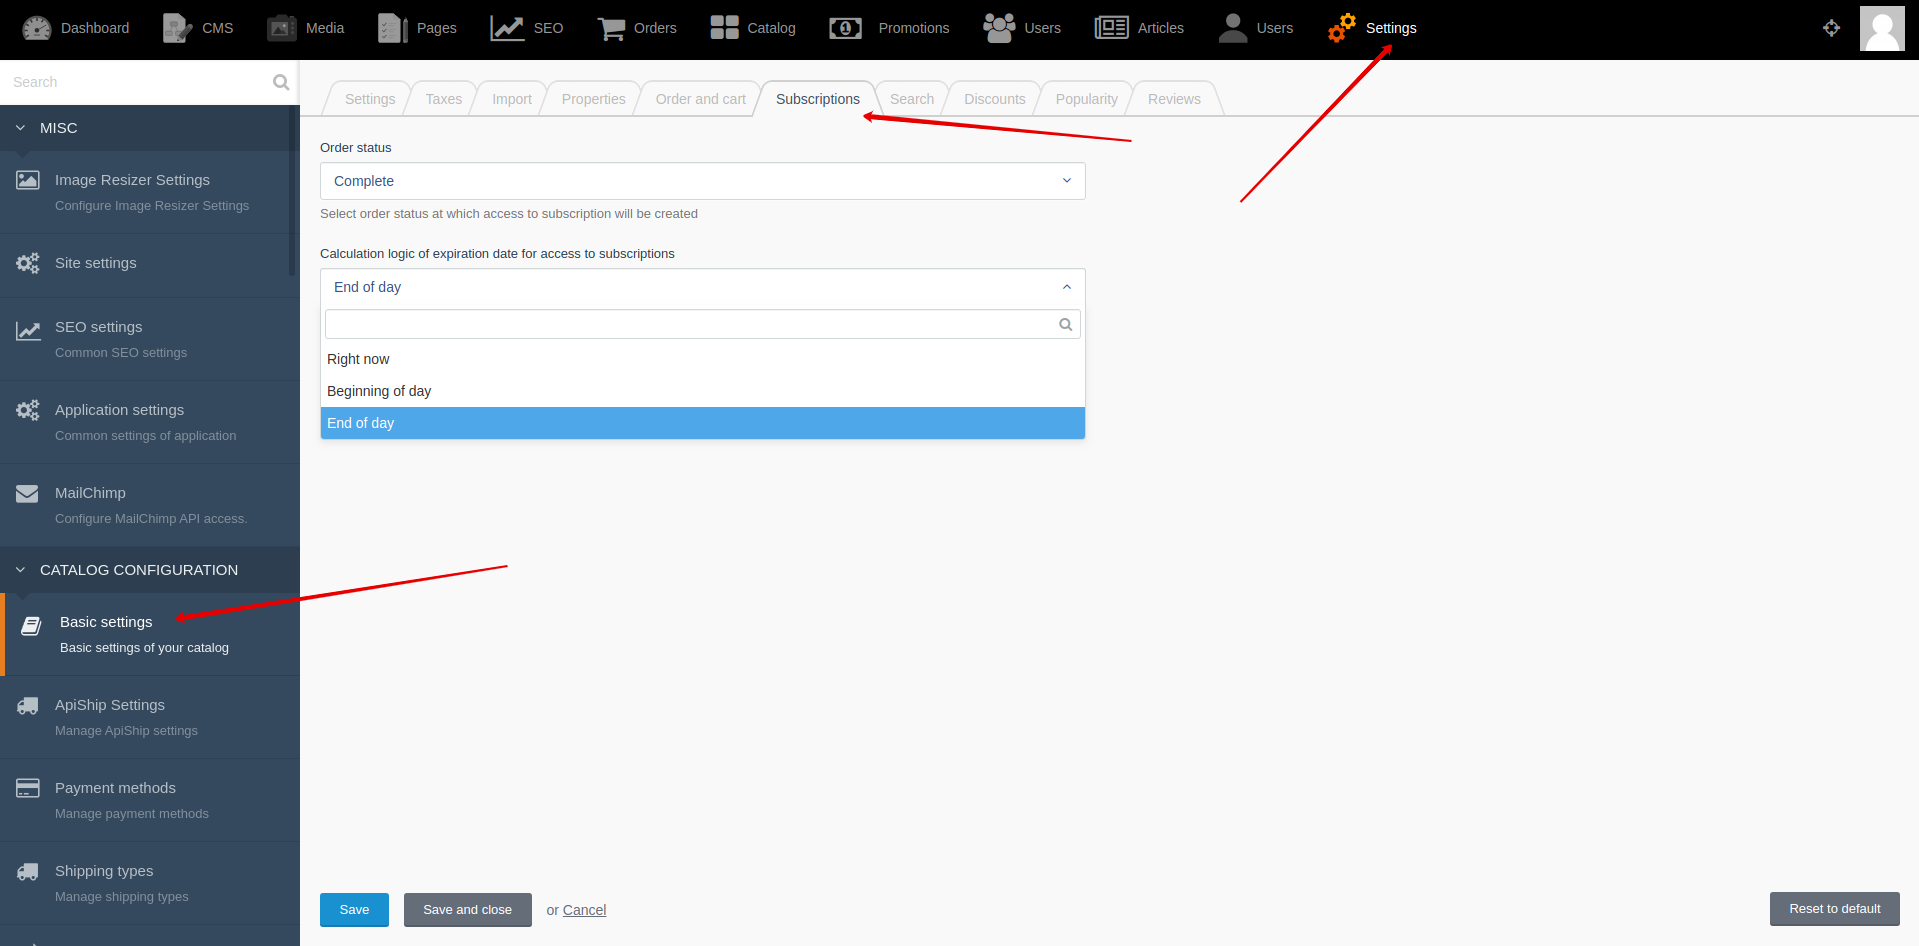 Dashboard CMS Media Pages SEO Orders Catalog Promotions Users Articles Users Settings
Search
MISC
Image Resizer Settings
Configure Image Resizer Settings
Site settings
SEO settings
Common SEO settings
Application settings
Common settings of application
MailChimp
Configure MailChimp API access.
CATALOG CONFIGURATION
Basic settings
Basic settings of your catalog
ApiShip Settings
Manage ApiShip settings
Payment methods
Manage payment methods
Shipping types
Manage shipping types
Settings Taxes Import Properties Order and cart Subscriptions Search Discounts Popularity Reviews
Order status
Complete
Select order status at which access to subscription will be created
Calculation logic of expiration date for access to subscriptions
End of day
Right now
Beginning of day
End of day
Save Save and close or Cancel Reset to default